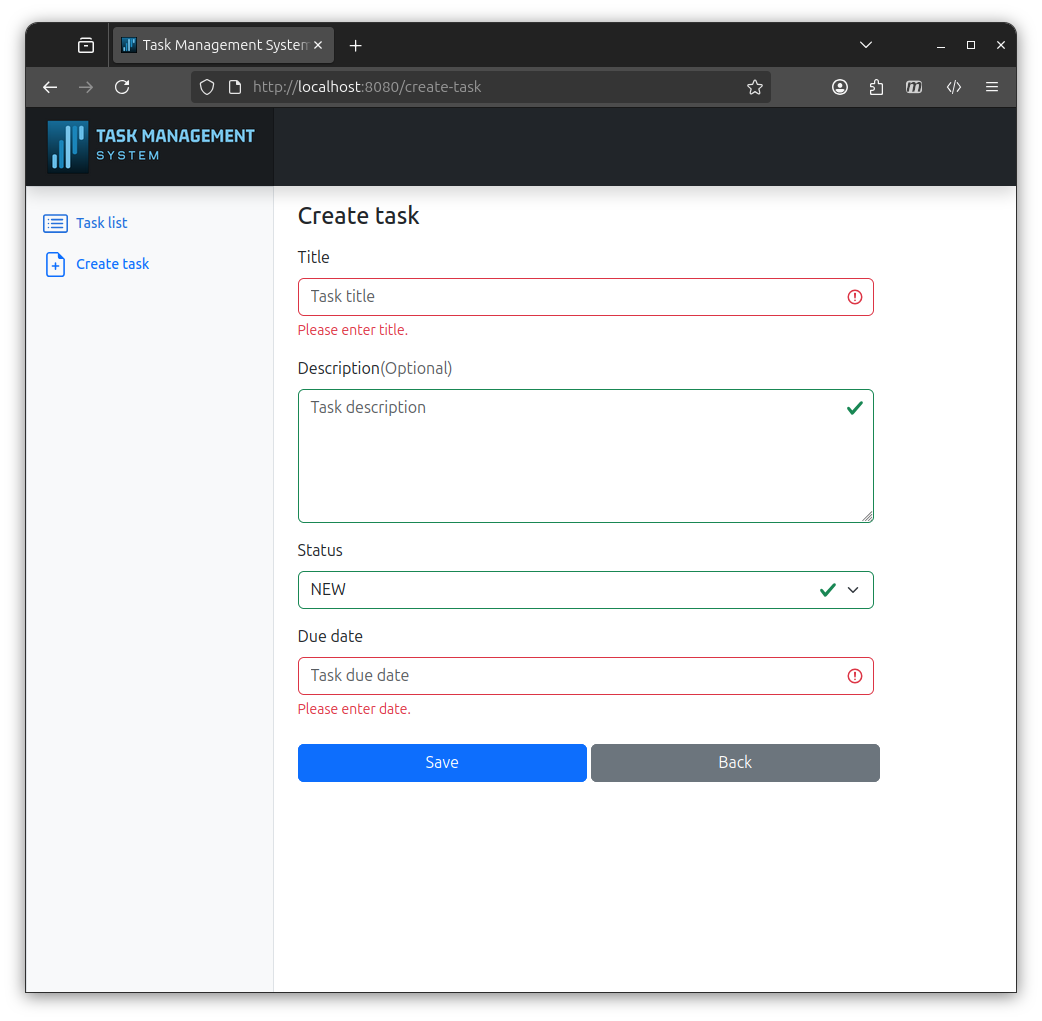 Task Management System
http://localhost:8080/create-task
TASK MANAGEMENT
SYSTEM
Task list
Create task
Create task
Title
Task title
Please enter title.
Description(Optional)
Task description
Status
NEW
Due date
Task due date
Please enter date.
Save
Back